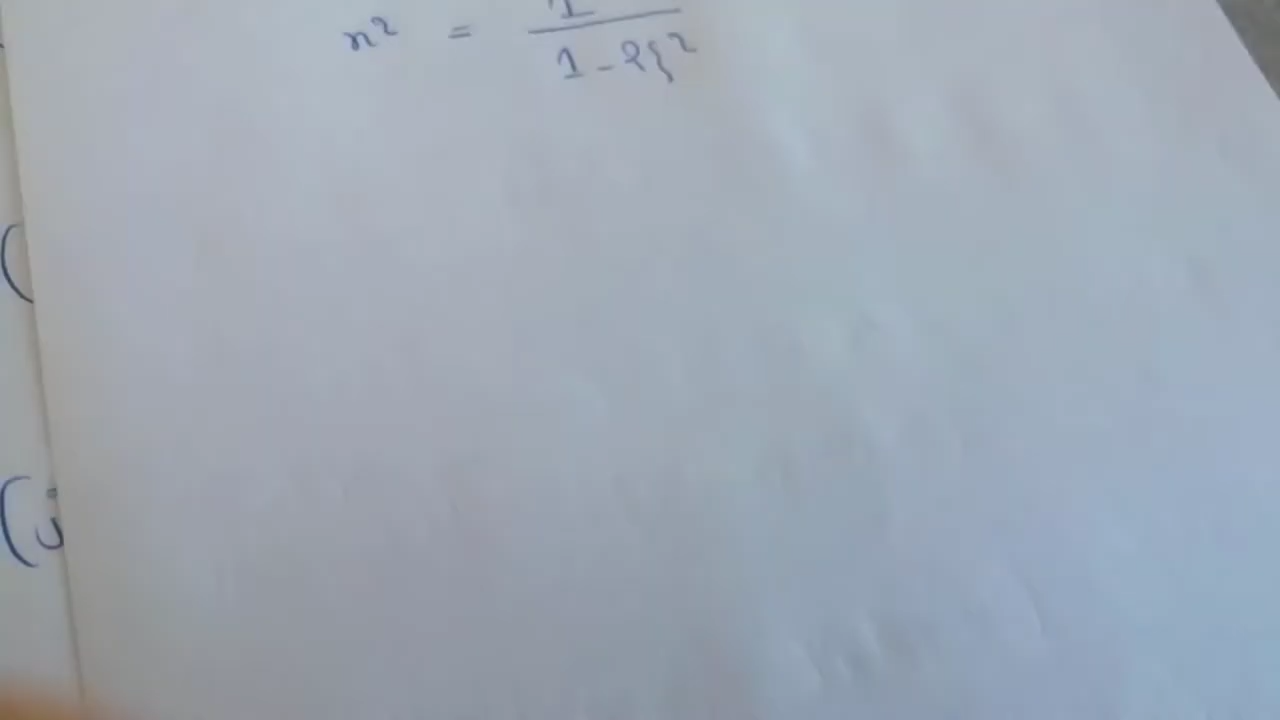 n² = 1 / 1 - 2ξ²
(
(i